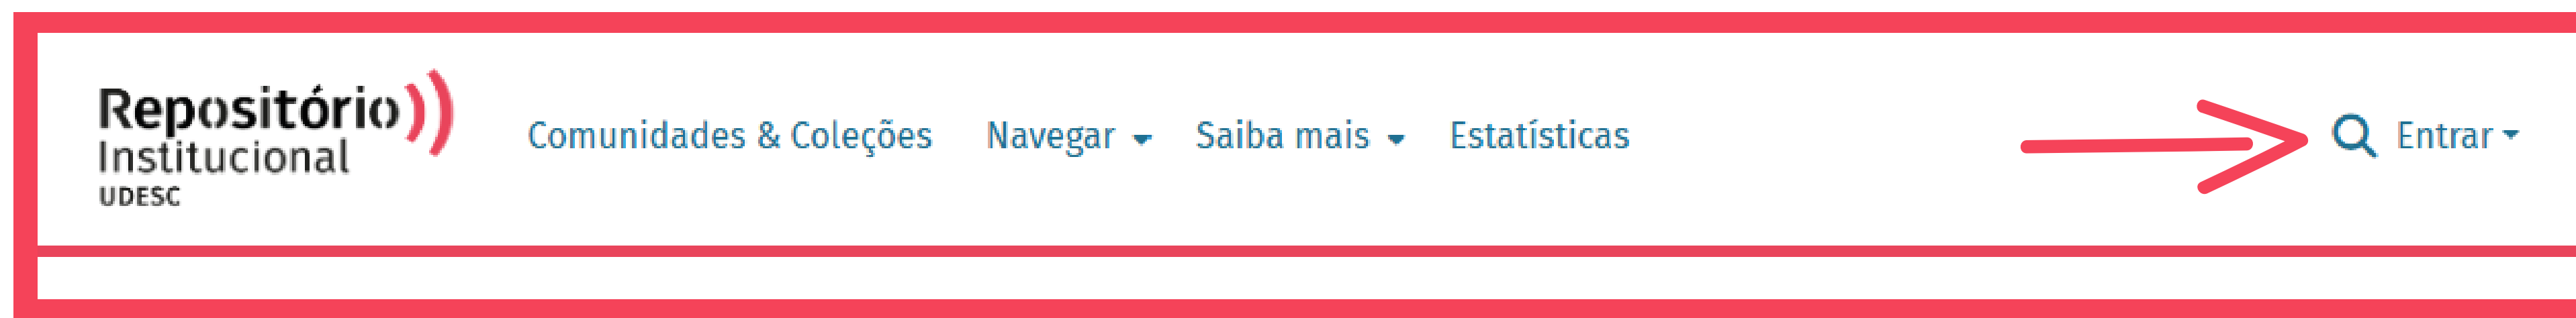 Repositório
Institucional
UDESC
Comunidades & Coleções Navegar Saiba mais Estatísticas Entrar